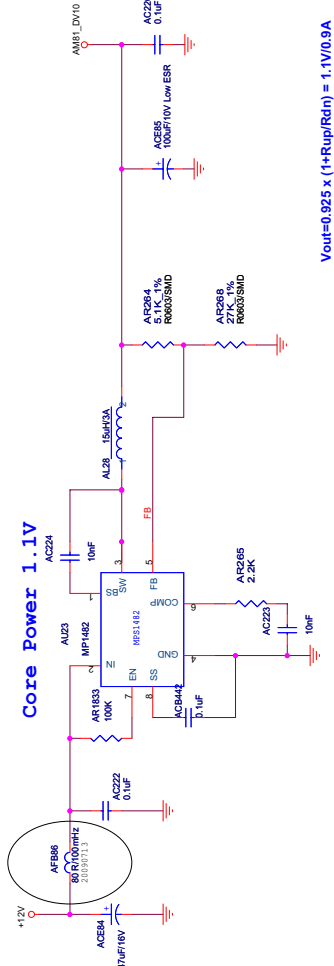 Core Power 1.1V
+12V
ACE84
47uF/16V
AFB86
80 R/100mHz
20090713
AC222
0.1uF
AR1833
100K
AU23
MP1482
MPS1482
IN
EN
SS
BS
SW
FB
COMP
GND
2
7
8
1
3
5
6
4
ACB442
0.1uF
AC224
10nF
AL28
15uH/3A
1
2
FB
AR265
2.2K
AC223
10nF
AR264
5.1K_1%
R0603/SMD
AR268
27K_1%
R0603/SMD
ACE85
100uF/10V Low ESR
+
+
AM81_DV10
0.1uF
Vout=0.925 x (1+Rup/Rdn) = 1.1V/0.9A